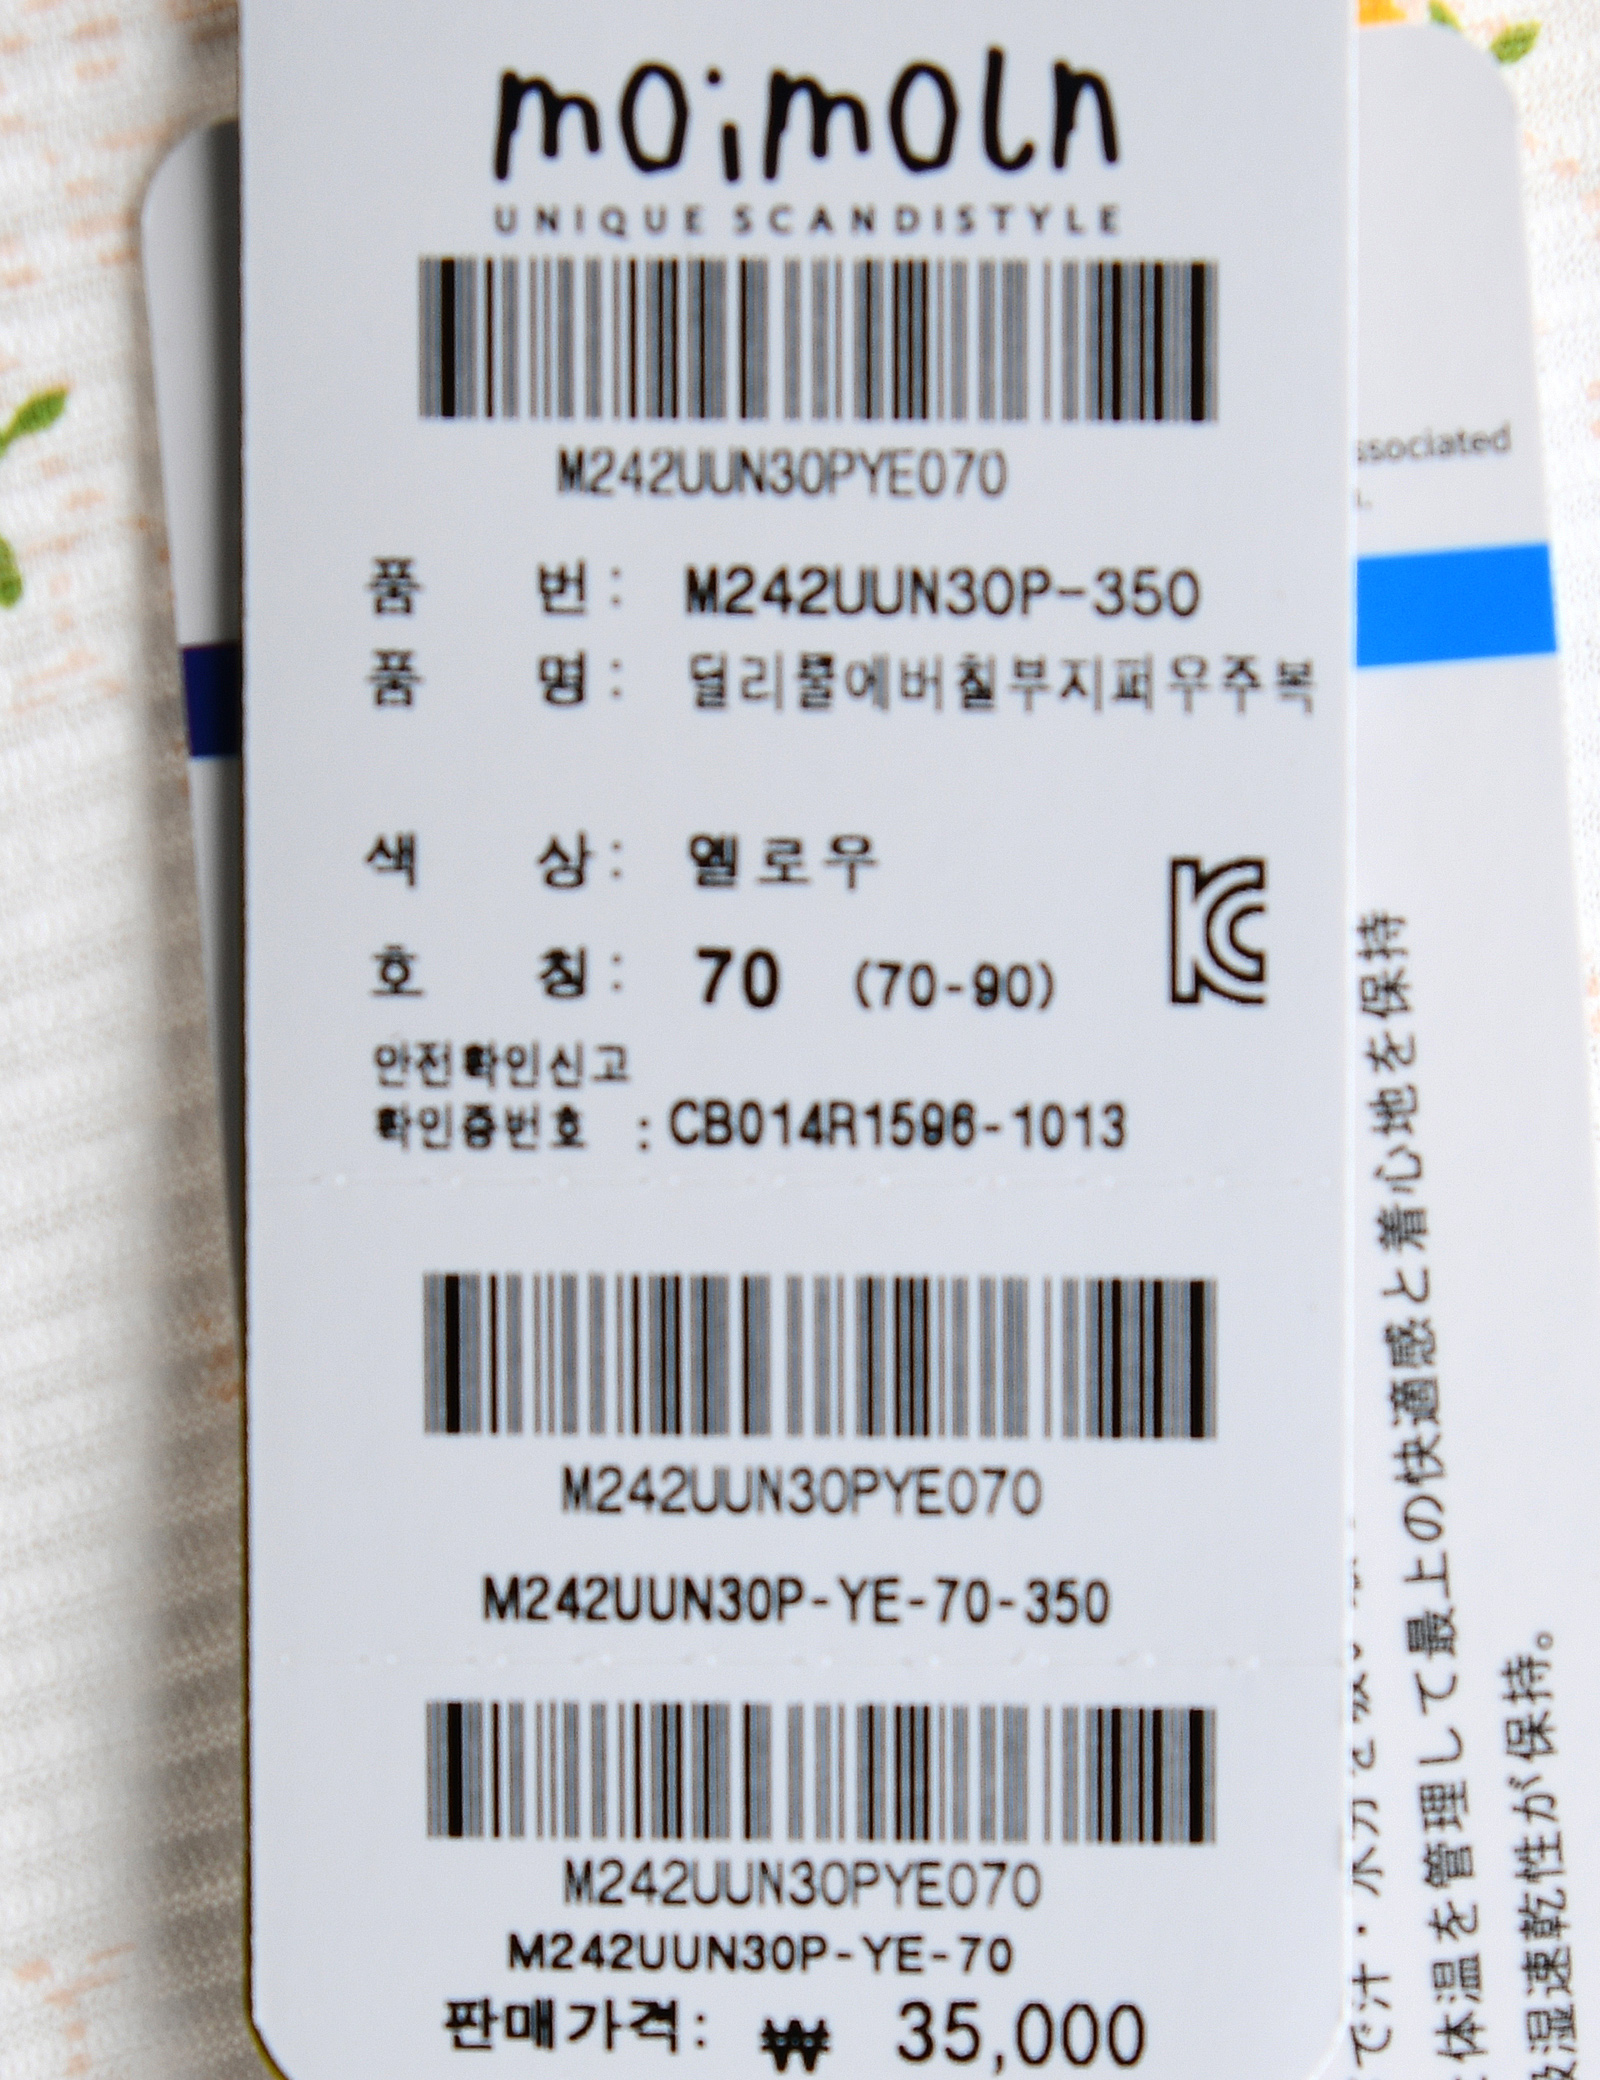 moimoln
UNIQUE SCANDISTYLE
M242UUN30PYE070
품 번 : M242UUN30P-350
품 명 : 딜리풀에버칠부지퍼우주복
색 상 : 옐로우
호 칭 : 70 (70-90)
안전확인신고
확인증번호 : CB014R1596-1013
M242UUN30PYE070
M242UUN30P-YE-70-350
M242UUN30PYE070
M242UUN30P-YE-70
판매가격: ₩ 35,000
ssociated
体温を管理して最上の快適感と着心地を保持
吸湿速乾性が保持。